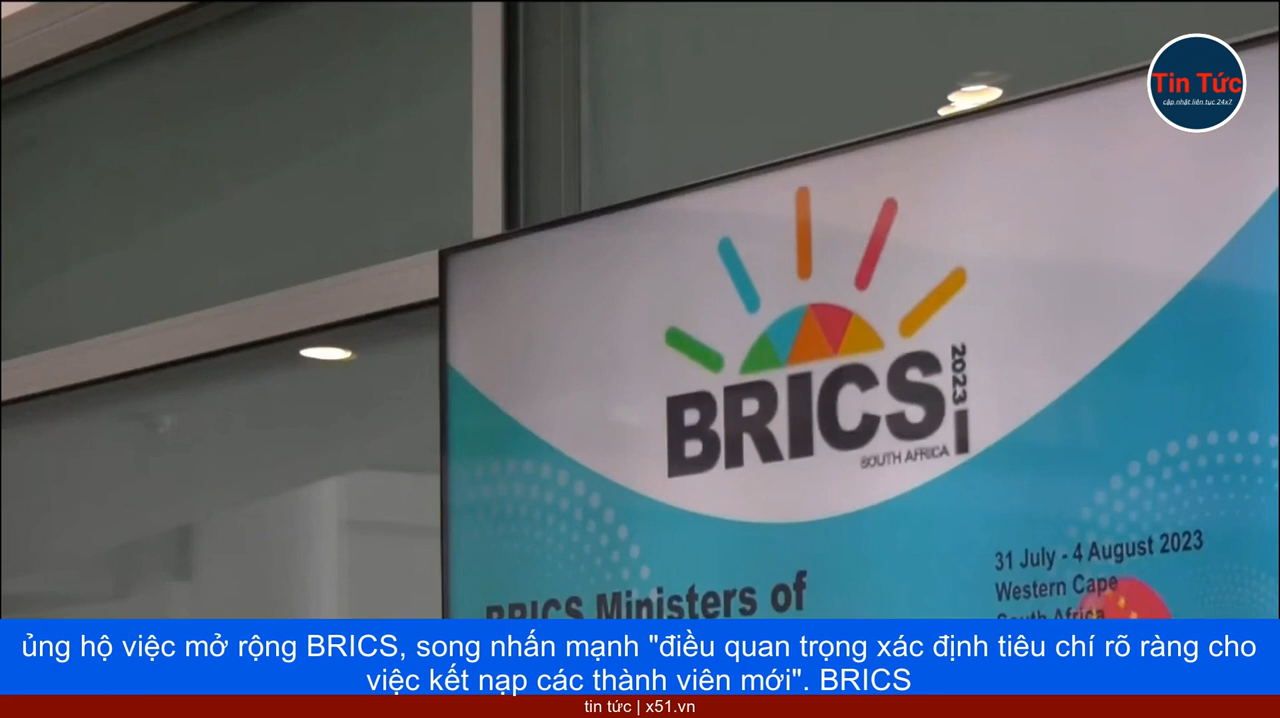 Tin Tức
cập nhật liên tục 24x7
BRICS
2023
SOUTH AFRICA
31 July - 4 August 2023
Western Cape
South Africa
BRICS Ministers of
ủng hộ việc mở rộng BRICS, song nhấn mạnh "điều quan trọng xác định tiêu chí rõ ràng cho
việc kết nạp các thành viên mới". BRICS
tin tức | x51.vn